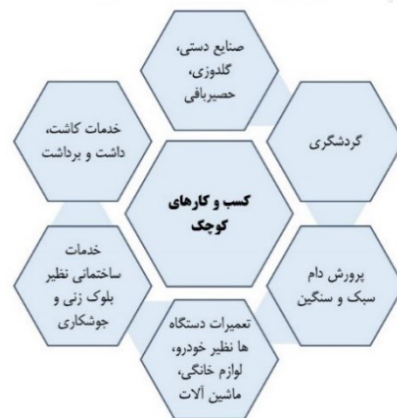 صنایع دستی،
گلدوزی،
حصیربافی
گردشگری
پرورش دام
سبک و سنگین
تعمیرات دستگاه
ها نظیر خودرو،
لوازم خانگی،
ماشین آلات
خدمات
ساختمانی نظیر
بلوک زنی و
جوشکاری
خدمات کاشت،
داشت و برداشت
کسب و کارهای
کوچک